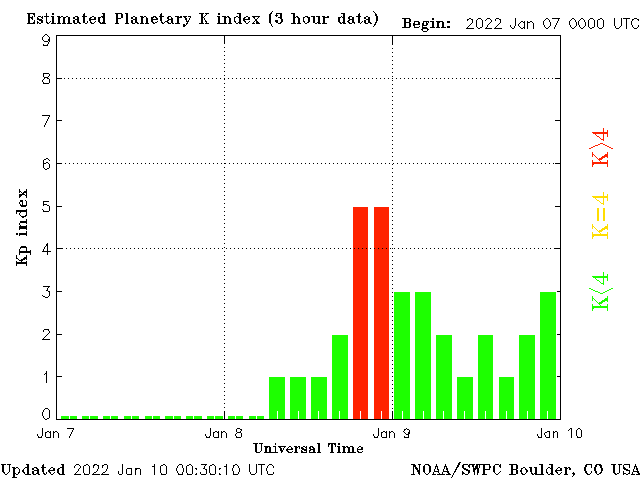 Estimated Planetary K index (3 hour data) Begin: 2022 Jan 07 0000 UTC
9
8
7
6
5
4
3
2
1
0
Kp index
K>4
K=4
K<4
Jan 7 Jan 8 Jan 9 Jan 10
Universal Time
Updated 2022 Jan 10 00:30:10 UTC NOAA/SWPC Boulder, CO USA